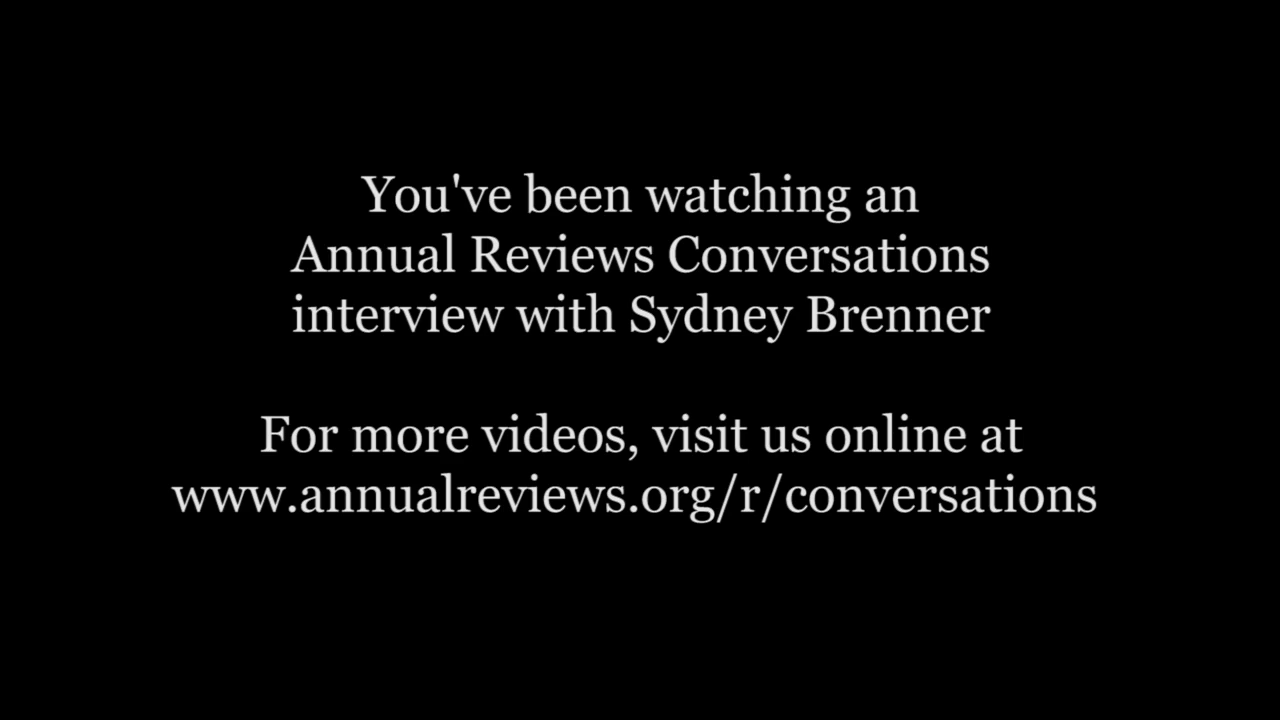 You've been watching an
Annual Reviews Conversations
interview with Sydney Brenner
For more videos, visit us online at
www.annualreviews.org/r/conversations